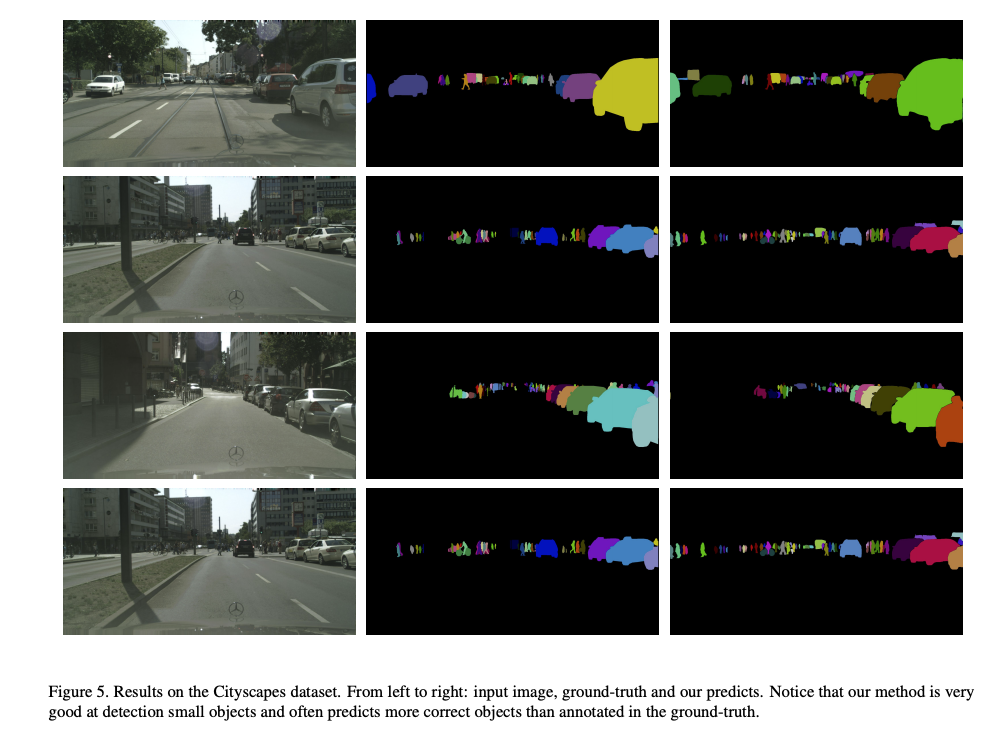 Figure 5. Results on the Cityscapes dataset. From left to right: input image, ground-truth and our predicts. Notice that our method is very
good at detection small objects and often predicts more correct objects than annotated in the ground-truth.